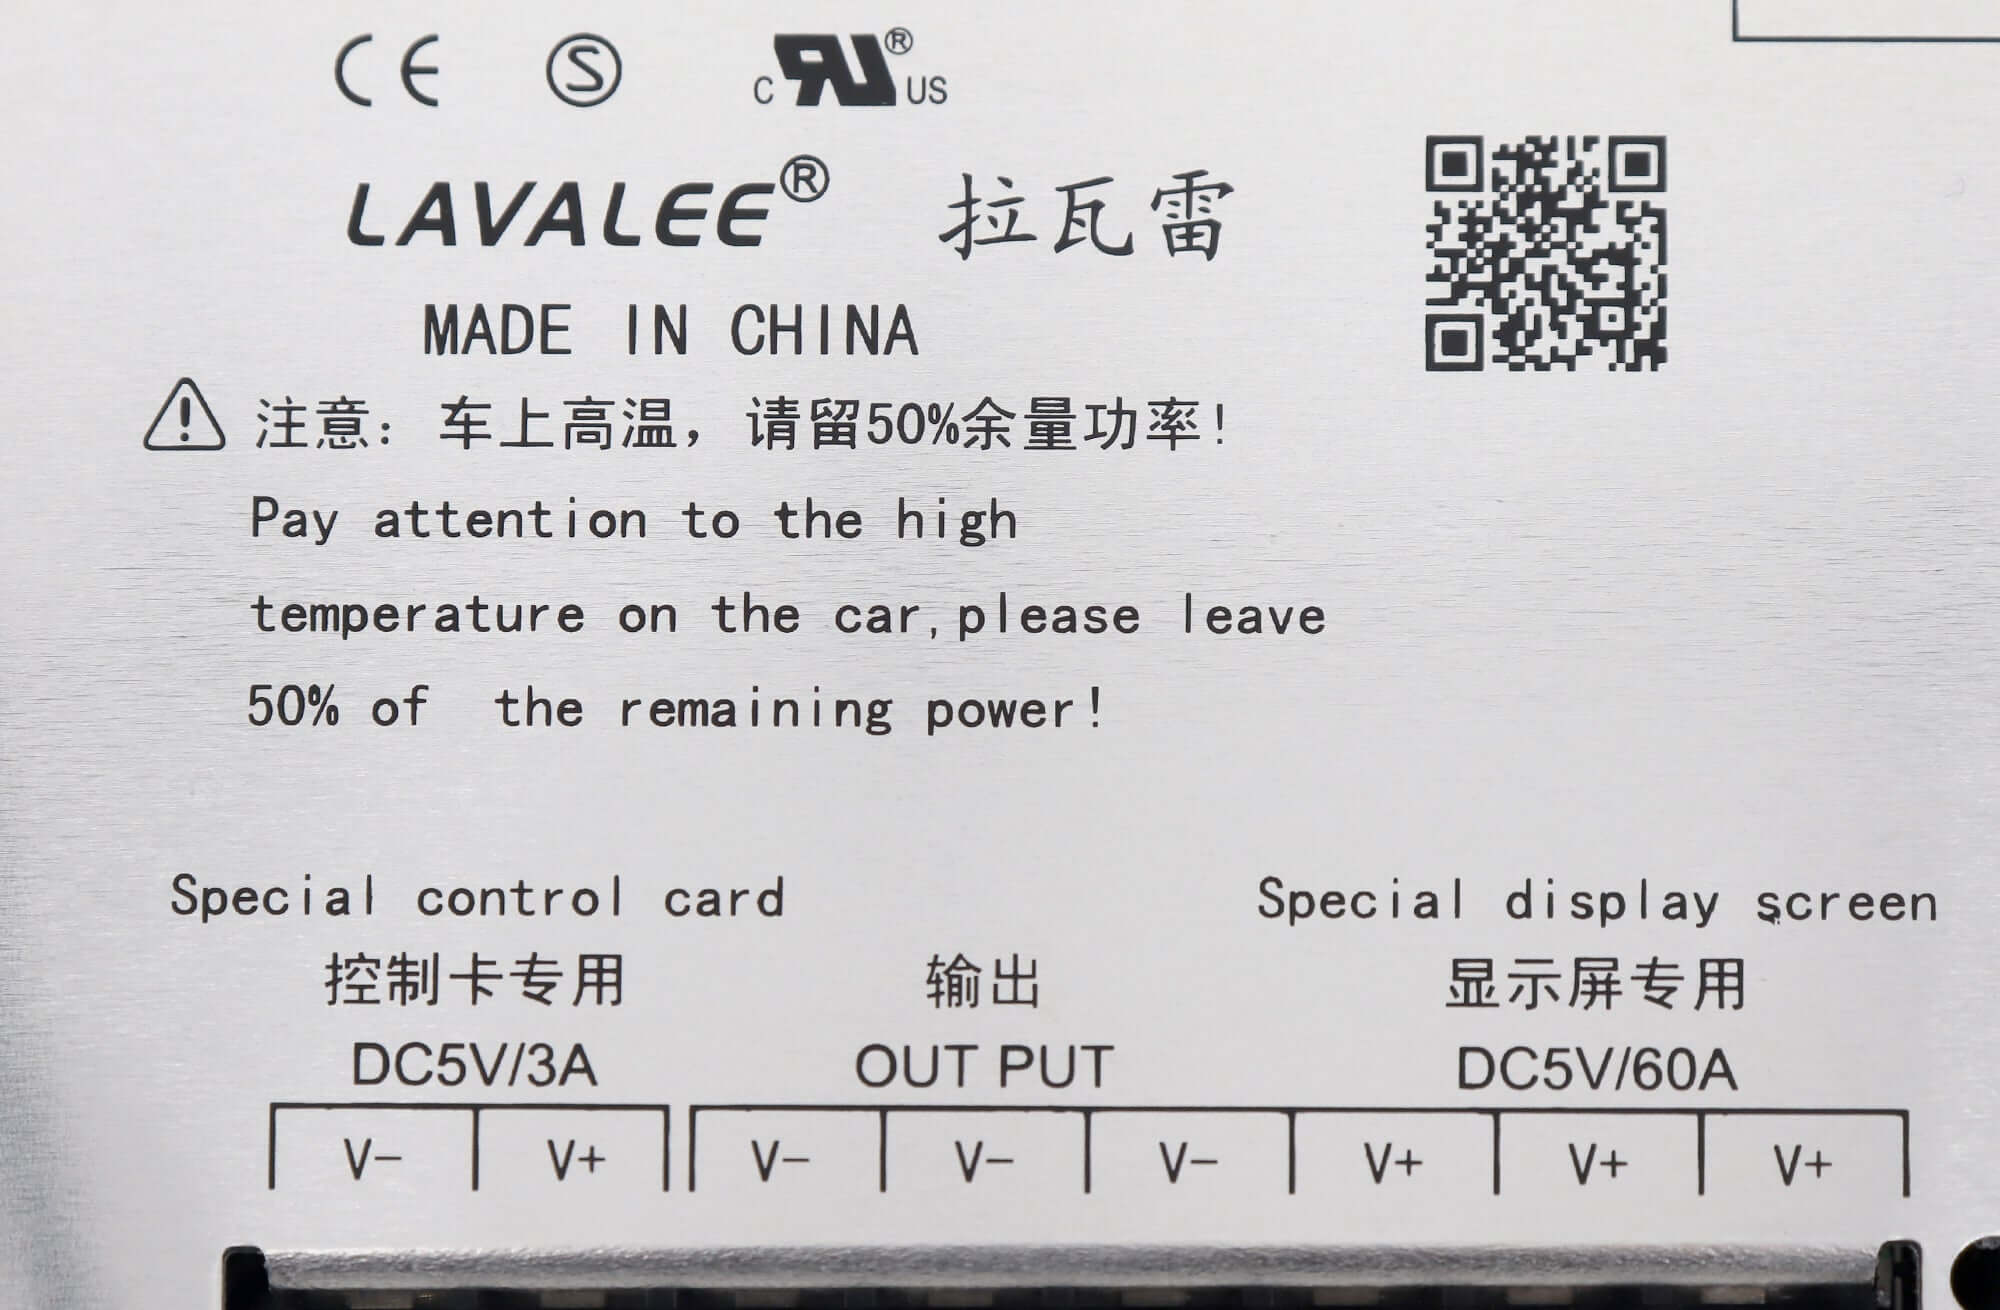 CE S c RU® US
LAVALEE® 拉瓦雷
MADE IN CHINA
注意: 车上高温，请留50%余量功率!
Pay attention to the high
temperature on the car,please leave
50% of the remaining power!
Special control card
控制卡专用
DC5V/3A
输出
OUT PUT
Special display screen
显示屏专用
DC5V/60A
V- V+ V- V- V- V+ V+ V+